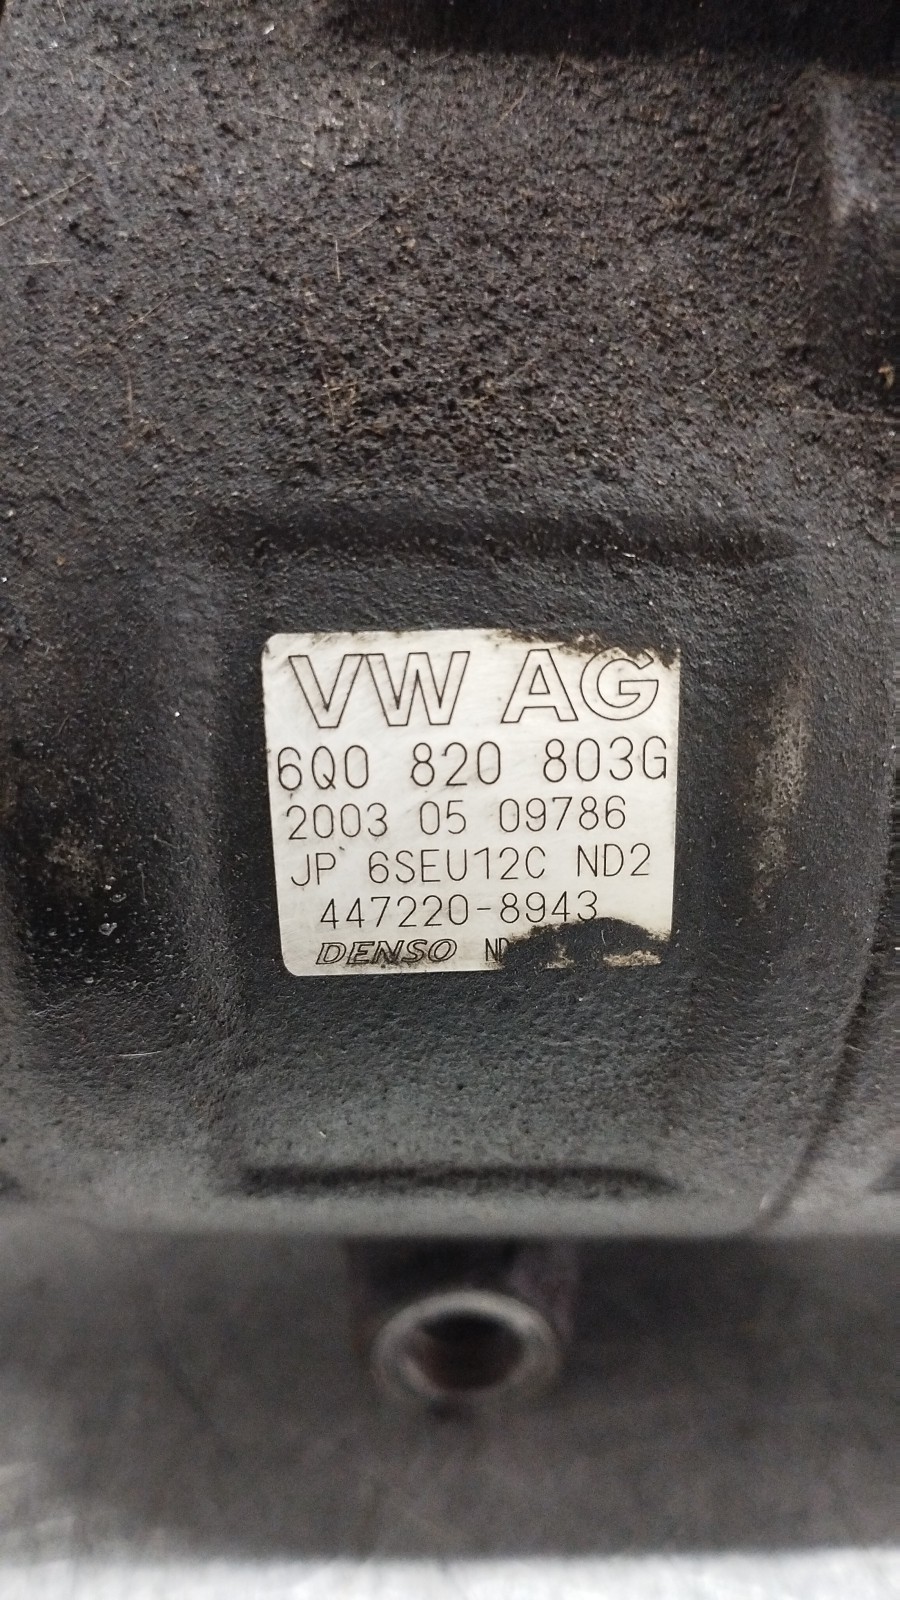 VW AG
6Q0 820 803G
2003 05 09786
JP 6SEU12C ND2
447220-8943
DENSO